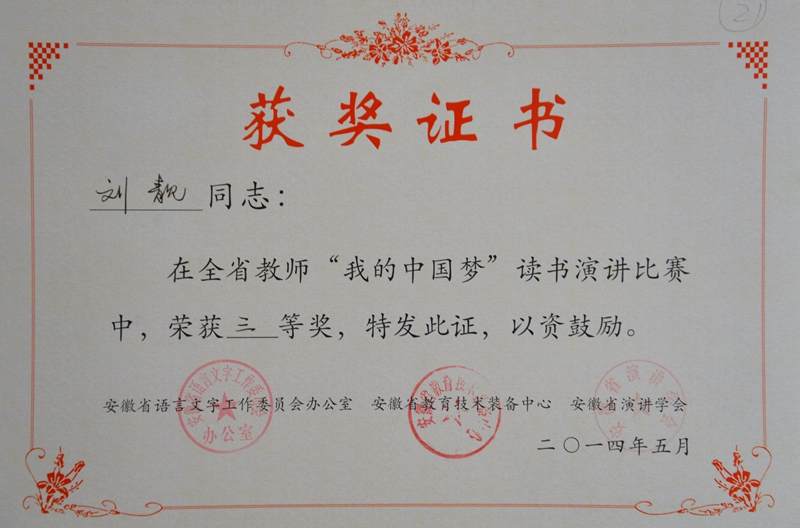 21
获奖证书
刘靓同志：
在全省教师“我的中国梦”读书演讲比赛
中，荣获三等奖，特发此证，以资鼓励。
安徽省语言文字工作委员会办公室 安徽省教育技术装备中心 安徽省演讲学会
办公室
二〇一四年五月